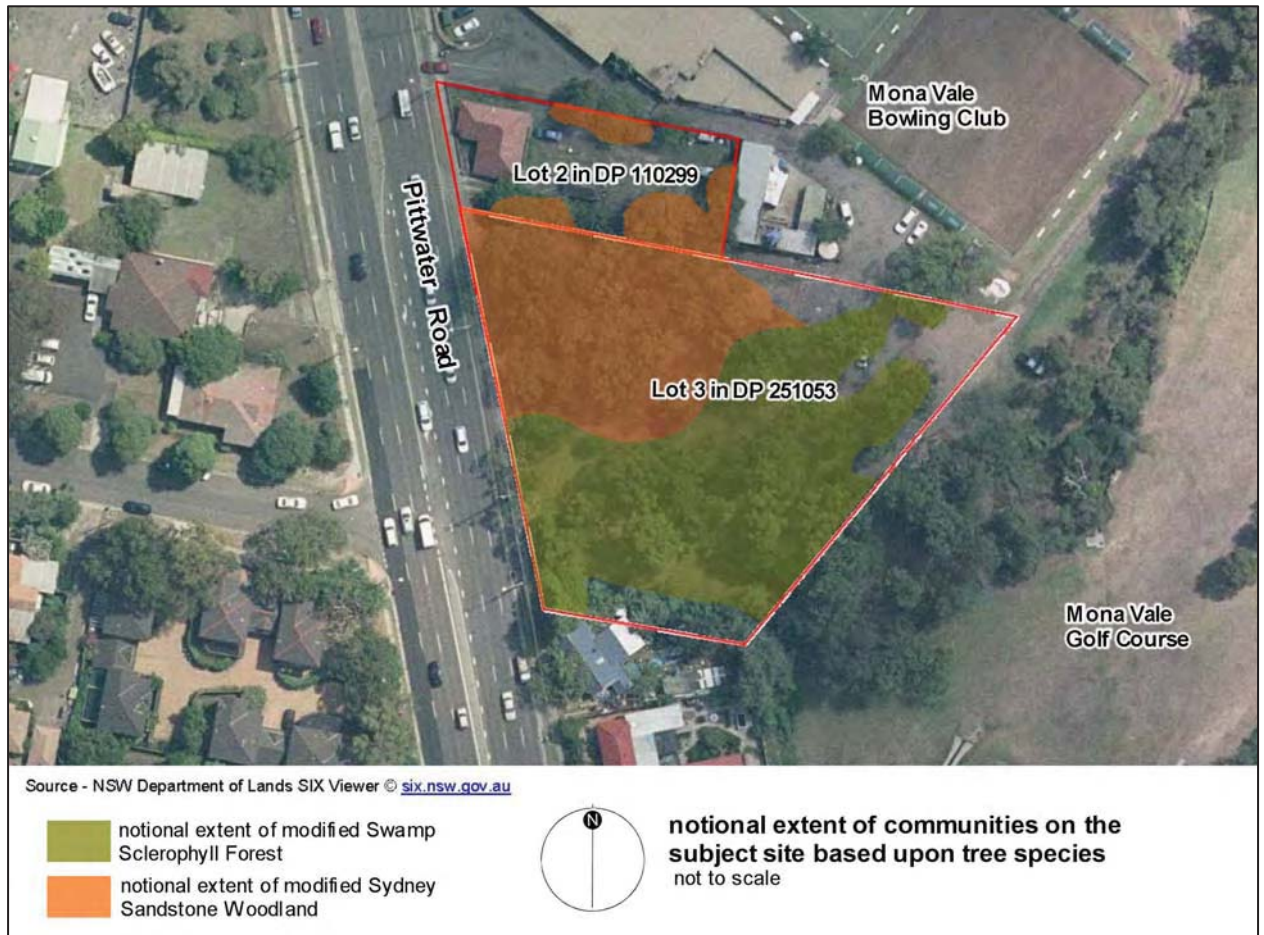 Mona Vale
Bowling Club
Lot 2 in DP 110299
Pittwater Road
Lot 3 in DP 251053
Mona Vale
Golf Course
Source - NSW Department of Lands SIX Viewer © six.nsw.gov.au
notional extent of modified Swamp
Sclerophyll Forest
notional extent of modified Sydney
Sandstone Woodland
N
notional extent of communities on the
subject site based upon tree species
not to scale